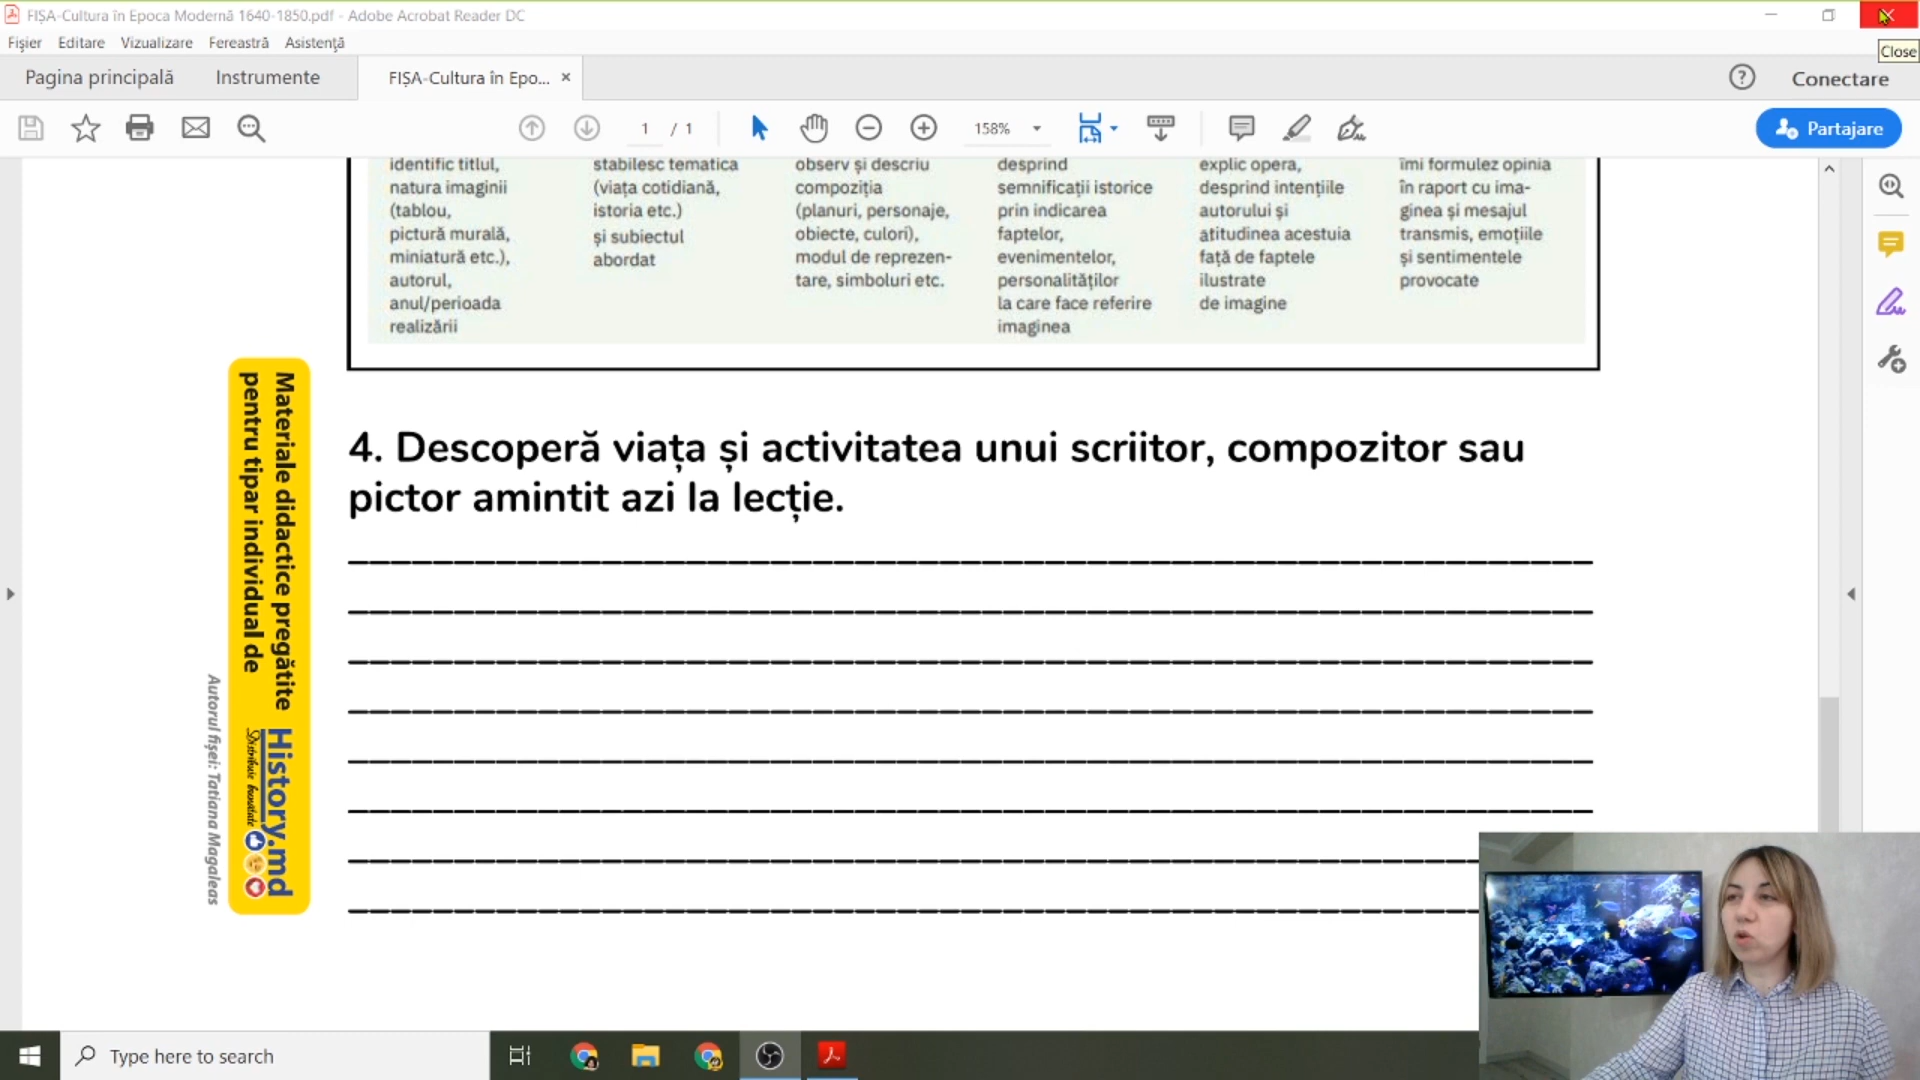 FIȘA-Cultura în Epoca Modernă 1640-1850.pdf - Adobe Acrobat Reader DC
Fișier Editare Vizualizare Fereastră Asistență
Close
Pagina principală Instrumente FIȘA-Cultura în Epo... × Conectare
1 / 1 158% Partajare
identific titlul,
natura imaginii
(tablou,
pictură murală,
miniatură etc.),
autorul,
anul/perioada
realizării
stabilesc tematica
(viața cotidiană,
istoria etc.)
și subiectul
abordat
observ și descriu
compoziția
(planuri, personaje,
obiecte, culori),
modul de reprezen-
tare, simboluri etc.
desprind
semnificații istorice
prin indicarea
faptelor,
evenimentelor,
personalităților
la care face referire
imaginea
explic opera,
desprind intențiile
autorului și
atitudinea acestuia
față de faptele
ilustrate
de imagine
îmi formulez opinia
în raport cu ima-
ginea și mesajul
transmis, emoțiile
și sentimentele
provocate
4. Descoperă viața și activitatea unui scriitor, compozitor sau
pictor amintit azi la lecție.
Materiale didactice pregătite
pentru tipar individual de
History.md
Distribuie bunătate
Autorul fișei: Tatiana Magaleas
Type here to search